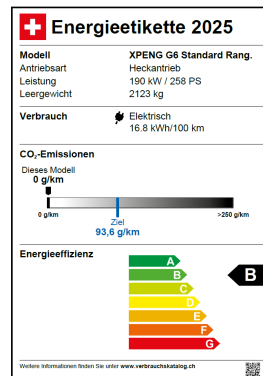 Energieetikette 2025
Modell XPENG G6 Standard Rang.
Antriebsart Heckantrieb
Leistung 190 kW / 258 PS
Leergewicht 2123 kg
Verbrauch Elektrisch
16.8 kWh/100 km
CO₂-Emissionen
Dieses Modell
0 g/km
0 g/km >250 g/km
Ziel
93,6 g/km
Energieeffizienz
A
B
B
C
D
E
F
G
Weitere Informationen finden Sie unter www.verbrauchskatalog.ch